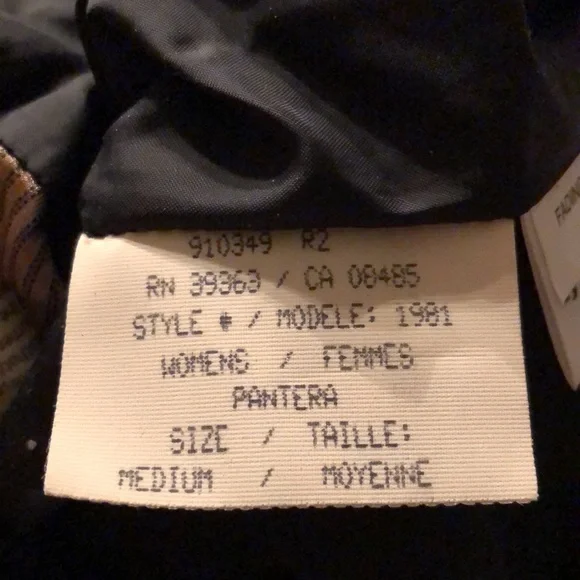 910349 R2
RN 39363 / CA 08485
STYLE # / MODELE: 1981
WOMENS / FEMMES
PANTERA
SIZE / TAILLE:
MEDIUM / MOYENNE